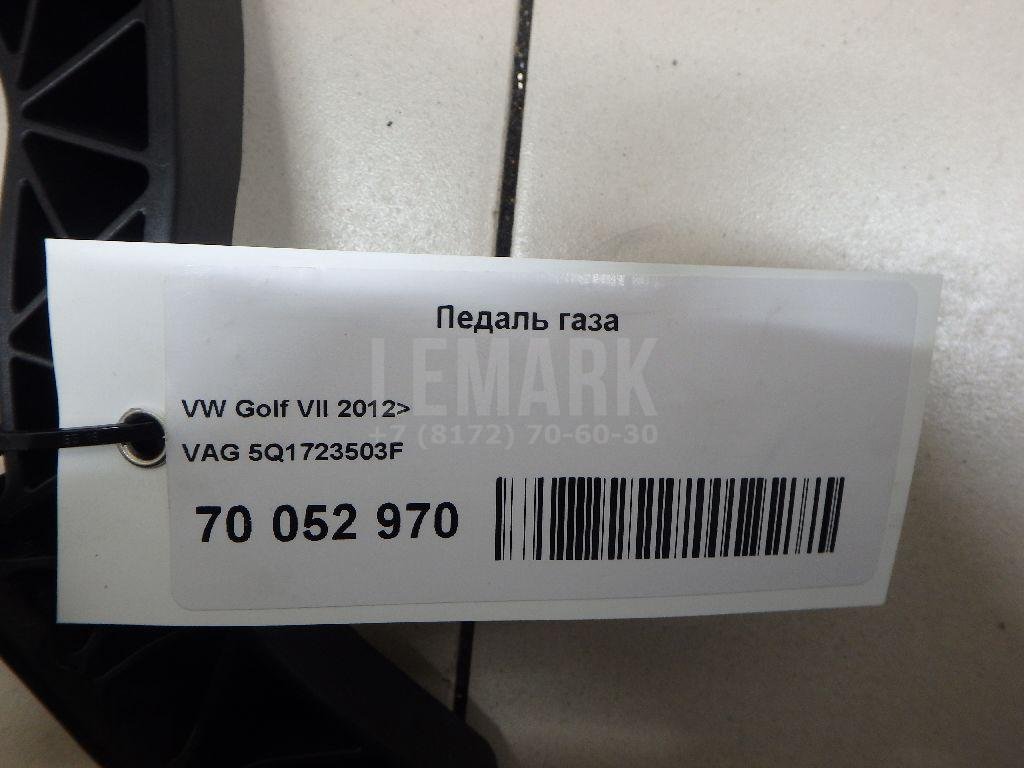 Педаль газа
LEMARK
VW Golf VII 2012>
+7 (8172) 70-60-30
VAG 5Q1723503F
70 052 970